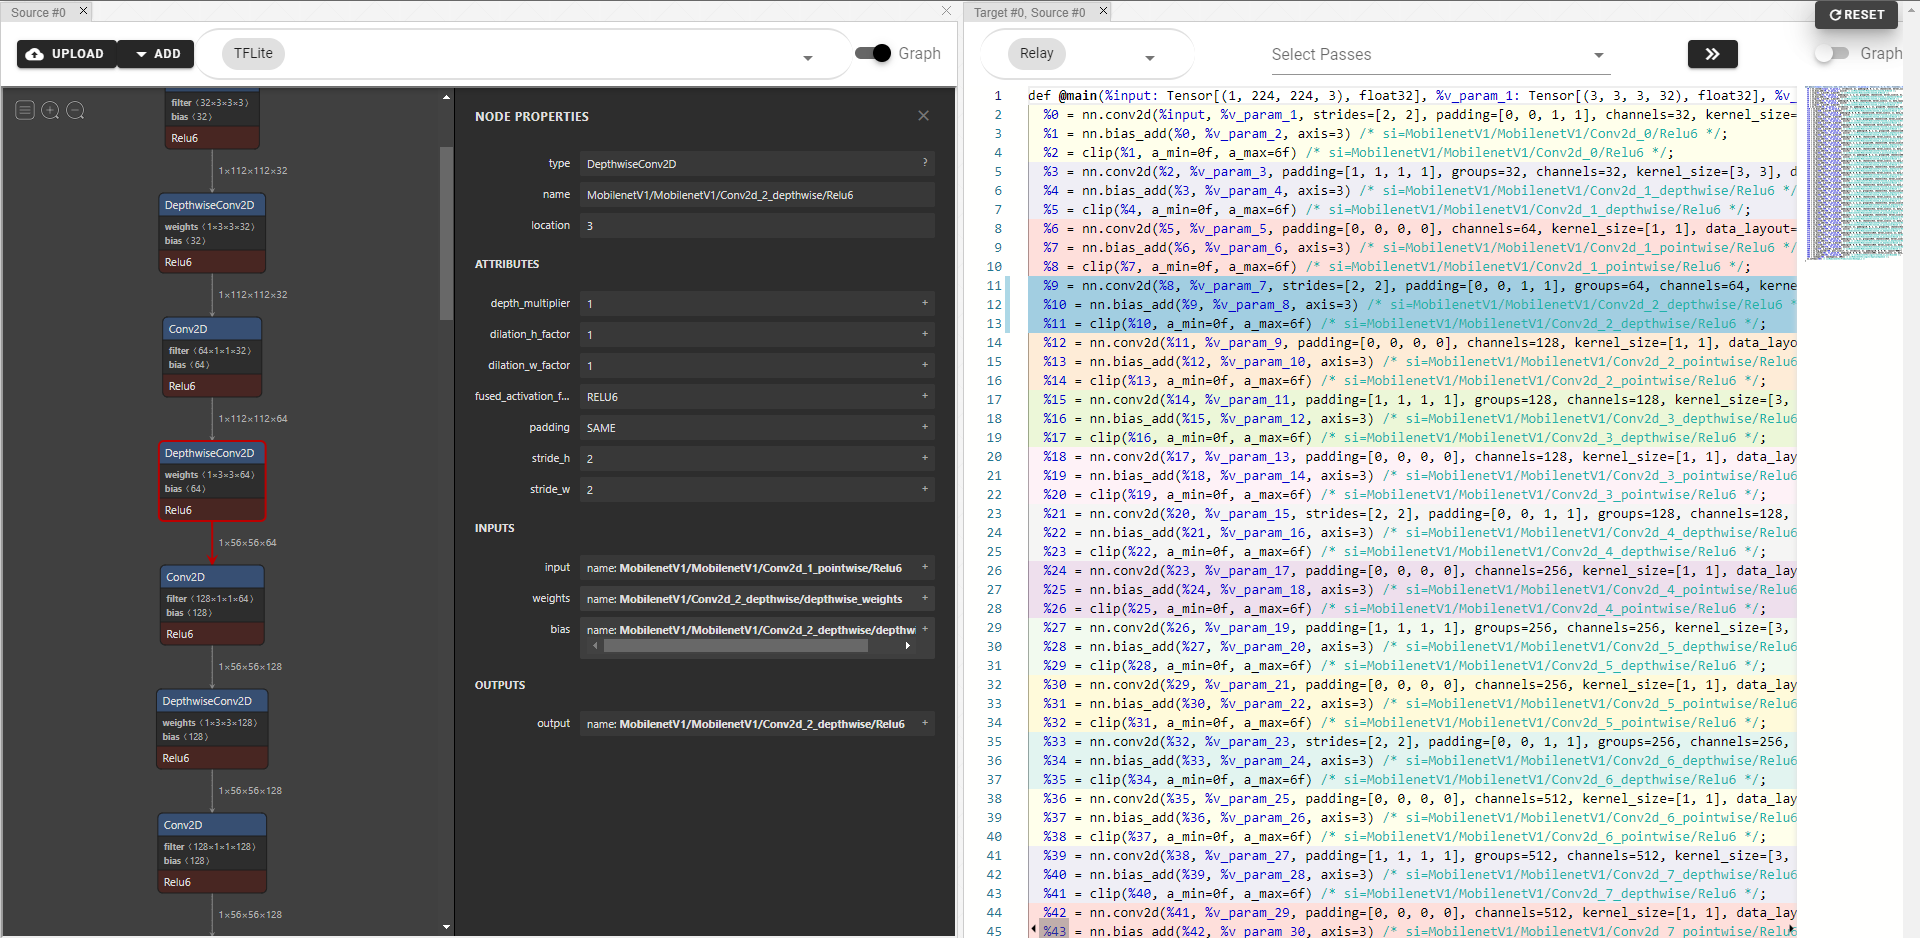 Source #0
UPLOAD
ADD
TFLite
Graph
filter ⟨32×3×3×3⟩
bias ⟨32⟩
Relu6
1×112×112×32
DepthwiseConv2D
weights ⟨1×3×3×32⟩
bias ⟨32⟩
Relu6
1×112×112×32
Conv2D
filter ⟨64×1×1×32⟩
bias ⟨64⟩
Relu6
1×112×112×64
DepthwiseConv2D
weights ⟨1×3×3×64⟩
bias ⟨64⟩
Relu6
1×56×56×64
Conv2D
filter ⟨128×1×1×64⟩
bias ⟨128⟩
Relu6
1×56×56×128
DepthwiseConv2D
weights ⟨1×3×3×128⟩
bias ⟨128⟩
Relu6
1×56×56×128
Conv2D
filter ⟨128×1×1×128⟩
bias ⟨128⟩
Relu6
1×56×56×128
NODE PROPERTIES
type DepthwiseConv2D ?
name MobilenetV1/MobilenetV1/Conv2d_2_depthwise/Relu6
location 3
ATTRIBUTES
depth_multiplier 1 +
dilation_h_factor 1 +
dilation_w_factor 1 +
fused_activation_f... RELU6 +
padding SAME +
stride_h 2 +
stride_w 2 +
INPUTS
input name: MobilenetV1/MobilenetV1/Conv2d_1_pointwise/Relu6 +
weights name: MobilenetV1/Conv2d_2_depthwise/depthwise_weights +
bias name: MobilenetV1/MobilenetV1/Conv2d_2_depthwise/depthw +
OUTPUTS
output name: MobilenetV1/MobilenetV1/Conv2d_2_depthwise/Relu6 +
Target #0, Source #0
RESET
Relay
Select Passes
Graph
1 def @main(%input: Tensor[(1, 224, 224, 3), float32], %v_param_1: Tensor[(3, 3, 3, 32), float32], %v_
2 %0 = nn.conv2d(%input, %v_param_1, strides=[2, 2], padding=[0, 0, 1, 1], channels=32, kernel_size=
3 %1 = nn.bias_add(%0, %v_param_2, axis=3) /* si=MobilenetV1/MobilenetV1/Conv2d_0/Relu6 */;
4 %2 = clip(%1, a_min=0f, a_max=6f) /* si=MobilenetV1/MobilenetV1/Conv2d_0/Relu6 */;
5 %3 = nn.conv2d(%2, %v_param_3, padding=[1, 1, 1, 1], groups=32, channels=32, kernel_size=[3, 3], d
6 %4 = nn.bias_add(%3, %v_param_4, axis=3) /* si=MobilenetV1/MobilenetV1/Conv2d_1_depthwise/Relu6 */
7 %5 = clip(%4, a_min=0f, a_max=6f) /* si=MobilenetV1/MobilenetV1/Conv2d_1_depthwise/Relu6 */;
8 %6 = nn.conv2d(%5, %v_param_5, padding=[0, 0, 0, 0], channels=64, kernel_size=[1, 1], data_layout=
9 %7 = nn.bias_add(%6, %v_param_6, axis=3) /* si=MobilenetV1/MobilenetV1/Conv2d_1_pointwise/Relu6 */
10 %8 = clip(%7, a_min=0f, a_max=6f) /* si=MobilenetV1/MobilenetV1/Conv2d_1_pointwise/Relu6 */;
11 %9 = nn.conv2d(%8, %v_param_7, strides=[2, 2], padding=[0, 0, 1, 1], groups=64, channels=64, kerne
12 %10 = nn.bias_add(%9, %v_param_8, axis=3) /* si=MobilenetV1/MobilenetV1/Conv2d_2_depthwise/Relu6 *
13 %11 = clip(%10, a_min=0f, a_max=6f) /* si=MobilenetV1/MobilenetV1/Conv2d_2_depthwise/Relu6 */;
14 %12 = nn.conv2d(%11, %v_param_9, padding=[0, 0, 0, 0], channels=128, kernel_size=[1, 1], data_layo
15 %13 = nn.bias_add(%12, %v_param_10, axis=3) /* si=MobilenetV1/MobilenetV1/Conv2d_2_pointwise/Relu6
16 %14 = clip(%13, a_min=0f, a_max=6f) /* si=MobilenetV1/MobilenetV1/Conv2d_2_pointwise/Relu6 */;
17 %15 = nn.conv2d(%14, %v_param_11, padding=[1, 1, 1, 1], groups=128, channels=128, kernel_size=[3,
18 %16 = nn.bias_add(%15, %v_param_12, axis=3) /* si=MobilenetV1/MobilenetV1/Conv2d_3_depthwise/Relu6
19 %17 = clip(%16, a_min=0f, a_max=6f) /* si=MobilenetV1/MobilenetV1/Conv2d_3_depthwise/Relu6 */;
20 %18 = nn.conv2d(%17, %v_param_13, padding=[0, 0, 0, 0], channels=128, kernel_size=[1, 1], data_lay
21 %19 = nn.bias_add(%18, %v_param_14, axis=3) /* si=MobilenetV1/MobilenetV1/Conv2d_3_pointwise/Relu6
22 %20 = clip(%19, a_min=0f, a_max=6f) /* si=MobilenetV1/MobilenetV1/Conv2d_3_pointwise/Relu6 */;
23 %21 = nn.conv2d(%20, %v_param_15, strides=[2, 2], padding=[0, 0, 1, 1], groups=128, channels=128,
24 %22 = nn.bias_add(%21, %v_param_16, axis=3) /* si=MobilenetV1/MobilenetV1/Conv2d_4_depthwise/Relu6
25 %23 = clip(%22, a_min=0f, a_max=6f) /* si=MobilenetV1/MobilenetV1/Conv2d_4_depthwise/Relu6 */;
26 %24 = nn.conv2d(%23, %v_param_17, padding=[0, 0, 0, 0], channels=256, kernel_size=[1, 1], data_lay
27 %25 = nn.bias_add(%24, %v_param_18, axis=3) /* si=MobilenetV1/MobilenetV1/Conv2d_4_pointwise/Relu6
28 %26 = clip(%25, a_min=0f, a_max=6f) /* si=MobilenetV1/MobilenetV1/Conv2d_4_pointwise/Relu6 */;
29 %27 = nn.conv2d(%26, %v_param_19, padding=[1, 1, 1, 1], groups=256, channels=256, kernel_size=[3,
30 %28 = nn.bias_add(%27, %v_param_20, axis=3) /* si=MobilenetV1/MobilenetV1/Conv2d_5_depthwise/Relu6
31 %29 = clip(%28, a_min=0f, a_max=6f) /* si=MobilenetV1/MobilenetV1/Conv2d_5_depthwise/Relu6 */;
32 %30 = nn.conv2d(%29, %v_param_21, padding=[0, 0, 0, 0], channels=256, kernel_size=[1, 1], data_lay
33 %31 = nn.bias_add(%30, %v_param_22, axis=3) /* si=MobilenetV1/MobilenetV1/Conv2d_5_pointwise/Relu6
34 %32 = clip(%31, a_min=0f, a_max=6f) /* si=MobilenetV1/MobilenetV1/Conv2d_5_pointwise/Relu6 */;
35 %33 = nn.conv2d(%32, %v_param_23, strides=[2, 2], padding=[0, 0, 1, 1], groups=256, channels=256,
36 %34 = nn.bias_add(%33, %v_param_24, axis=3) /* si=MobilenetV1/MobilenetV1/Conv2d_6_depthwise/Relu6
37 %35 = clip(%34, a_min=0f, a_max=6f) /* si=MobilenetV1/MobilenetV1/Conv2d_6_depthwise/Relu6 */;
38 %36 = nn.conv2d(%35, %v_param_25, padding=[0, 0, 0, 0], channels=512, kernel_size=[1, 1], data_lay
39 %37 = nn.bias_add(%36, %v_param_26, axis=3) /* si=MobilenetV1/MobilenetV1/Conv2d_6_pointwise/Relu6
40 %38 = clip(%37, a_min=0f, a_max=6f) /* si=MobilenetV1/MobilenetV1/Conv2d_6_pointwise/Relu6 */;
41 %39 = nn.conv2d(%38, %v_param_27, padding=[1, 1, 1, 1], groups=512, channels=512, kernel_size=[3,
42 %40 = nn.bias_add(%39, %v_param_28, axis=3) /* si=MobilenetV1/MobilenetV1/Conv2d_7_depthwise/Relu6
43 %41 = clip(%40, a_min=0f, a_max=6f) /* si=MobilenetV1/MobilenetV1/Conv2d_7_depthwise/Relu6 */;
44 %42 = nn.conv2d(%41, %v_param_29, padding=[0, 0, 0, 0], channels=512, kernel_size=[1, 1], data_lay
45 %43 = nn.bias_add(%42, %v_param_30, axis=3) /* si=MobilenetV1/MobilenetV1/Conv2d_7_pointwise/Relu6